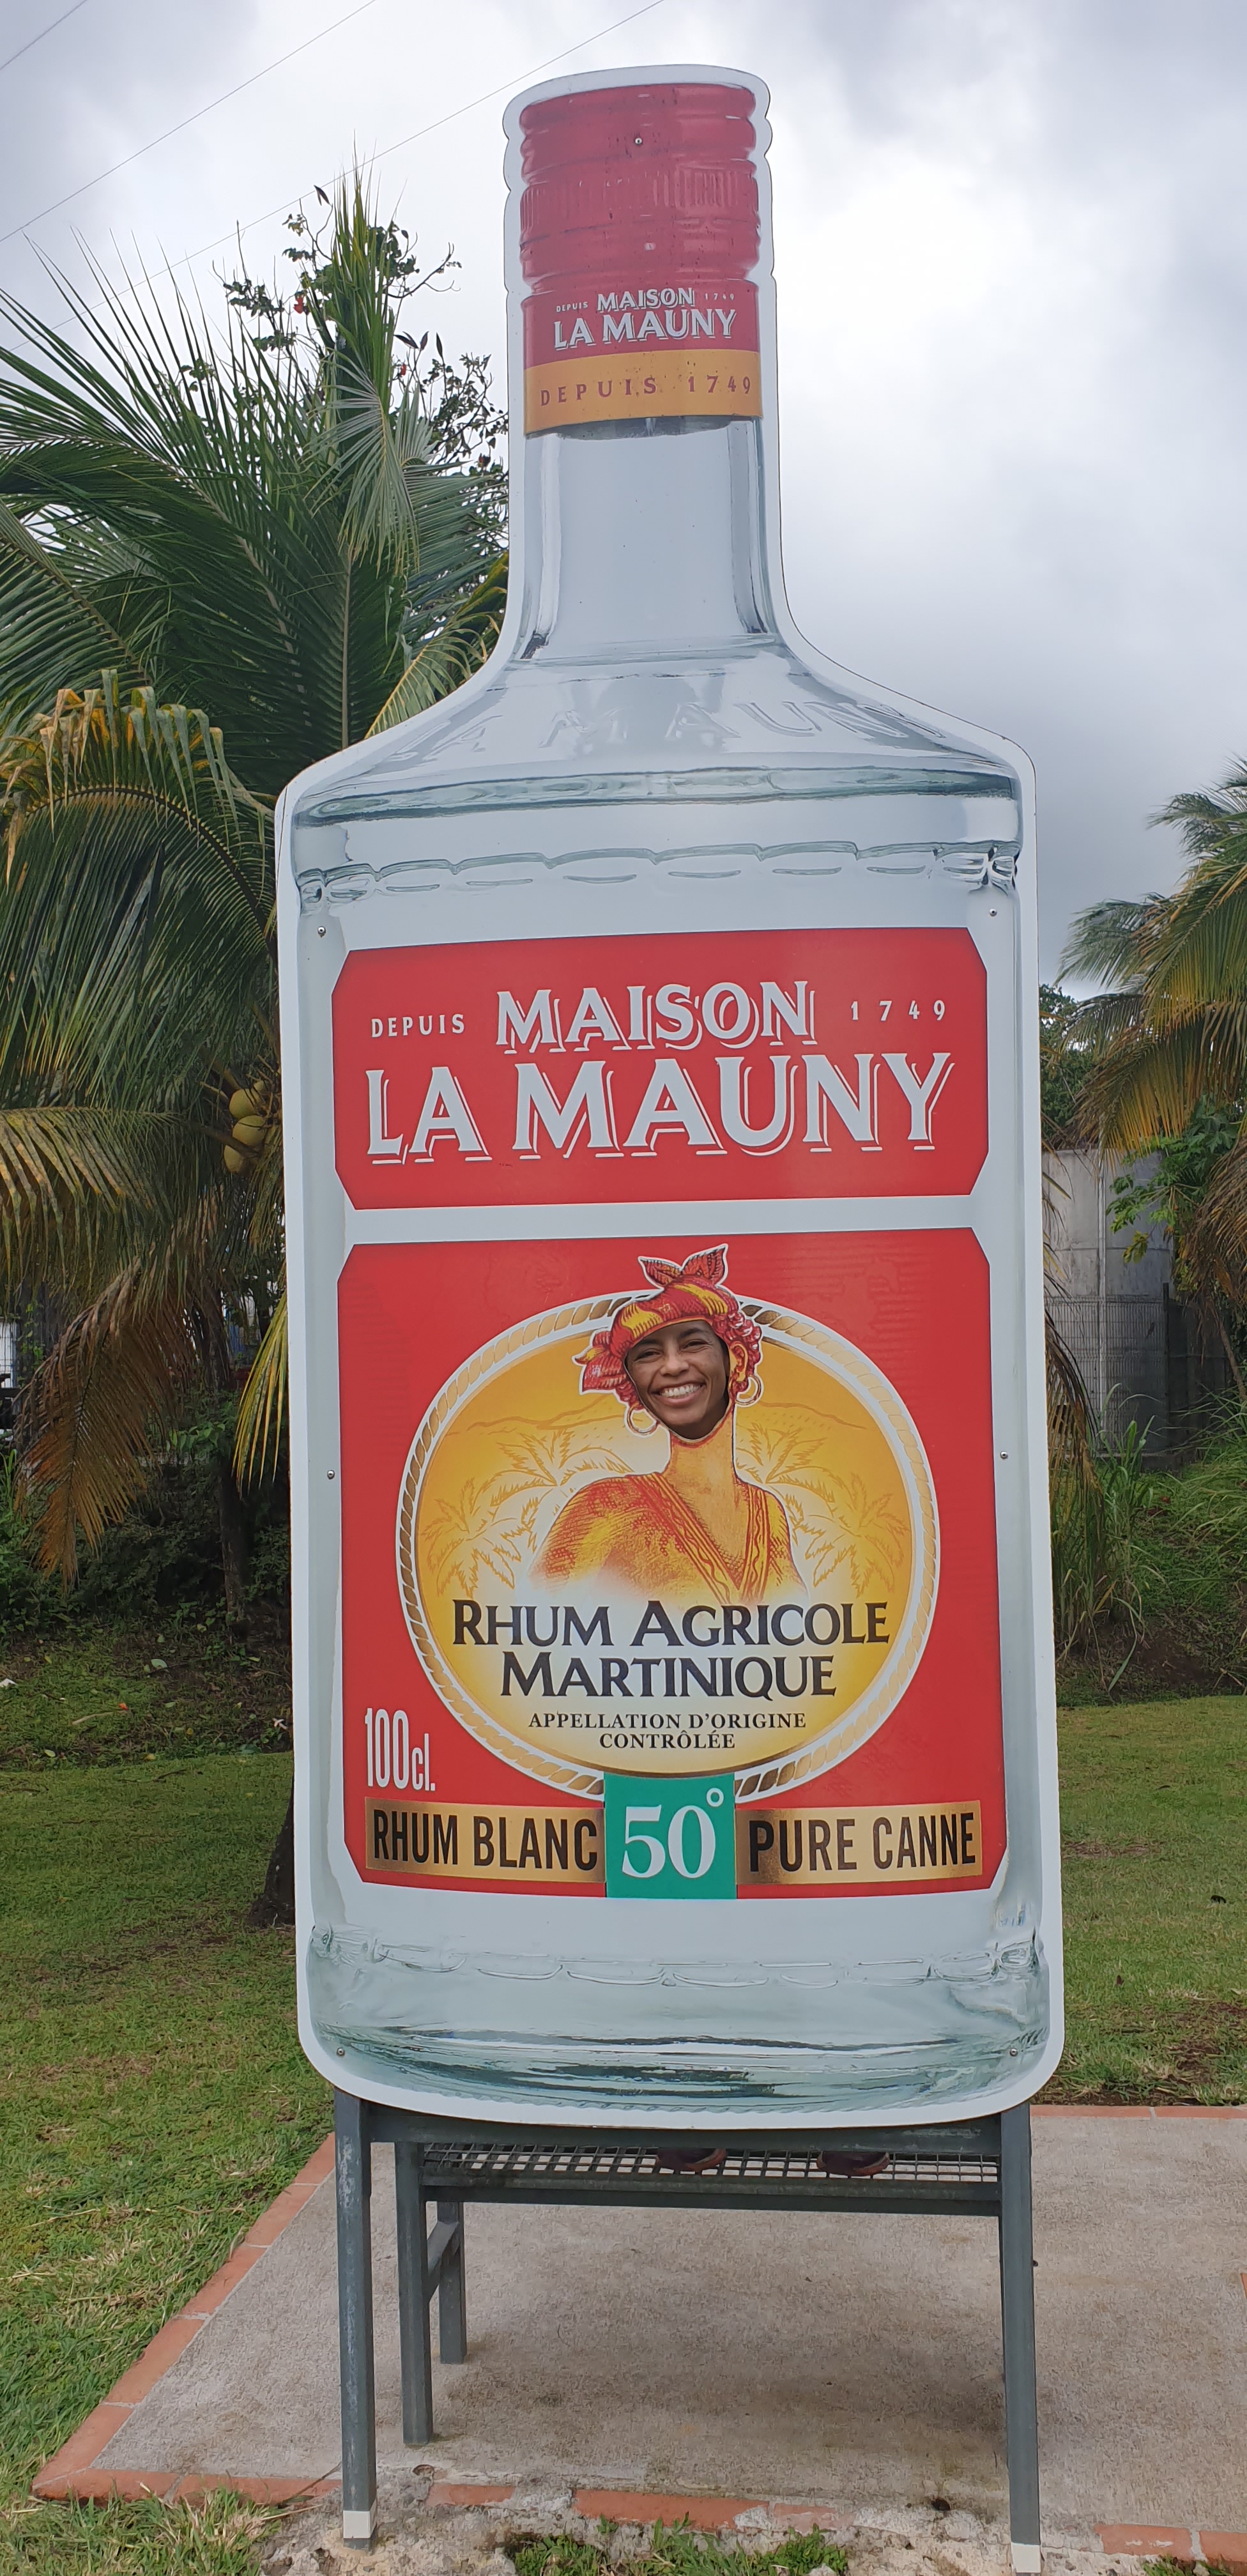 DEPUIS MAISON 1749
LA MAUNY
DEPUIS 1749
LA MAUNY
DEPUIS MAISON 1749
LA MAUNY
RHUM AGRICOLE
MARTINIQUE
APPELLATION D'ORIGINE
CONTRÔLÉE
100cl.
RHUM BLANC 50° PURE CANNE